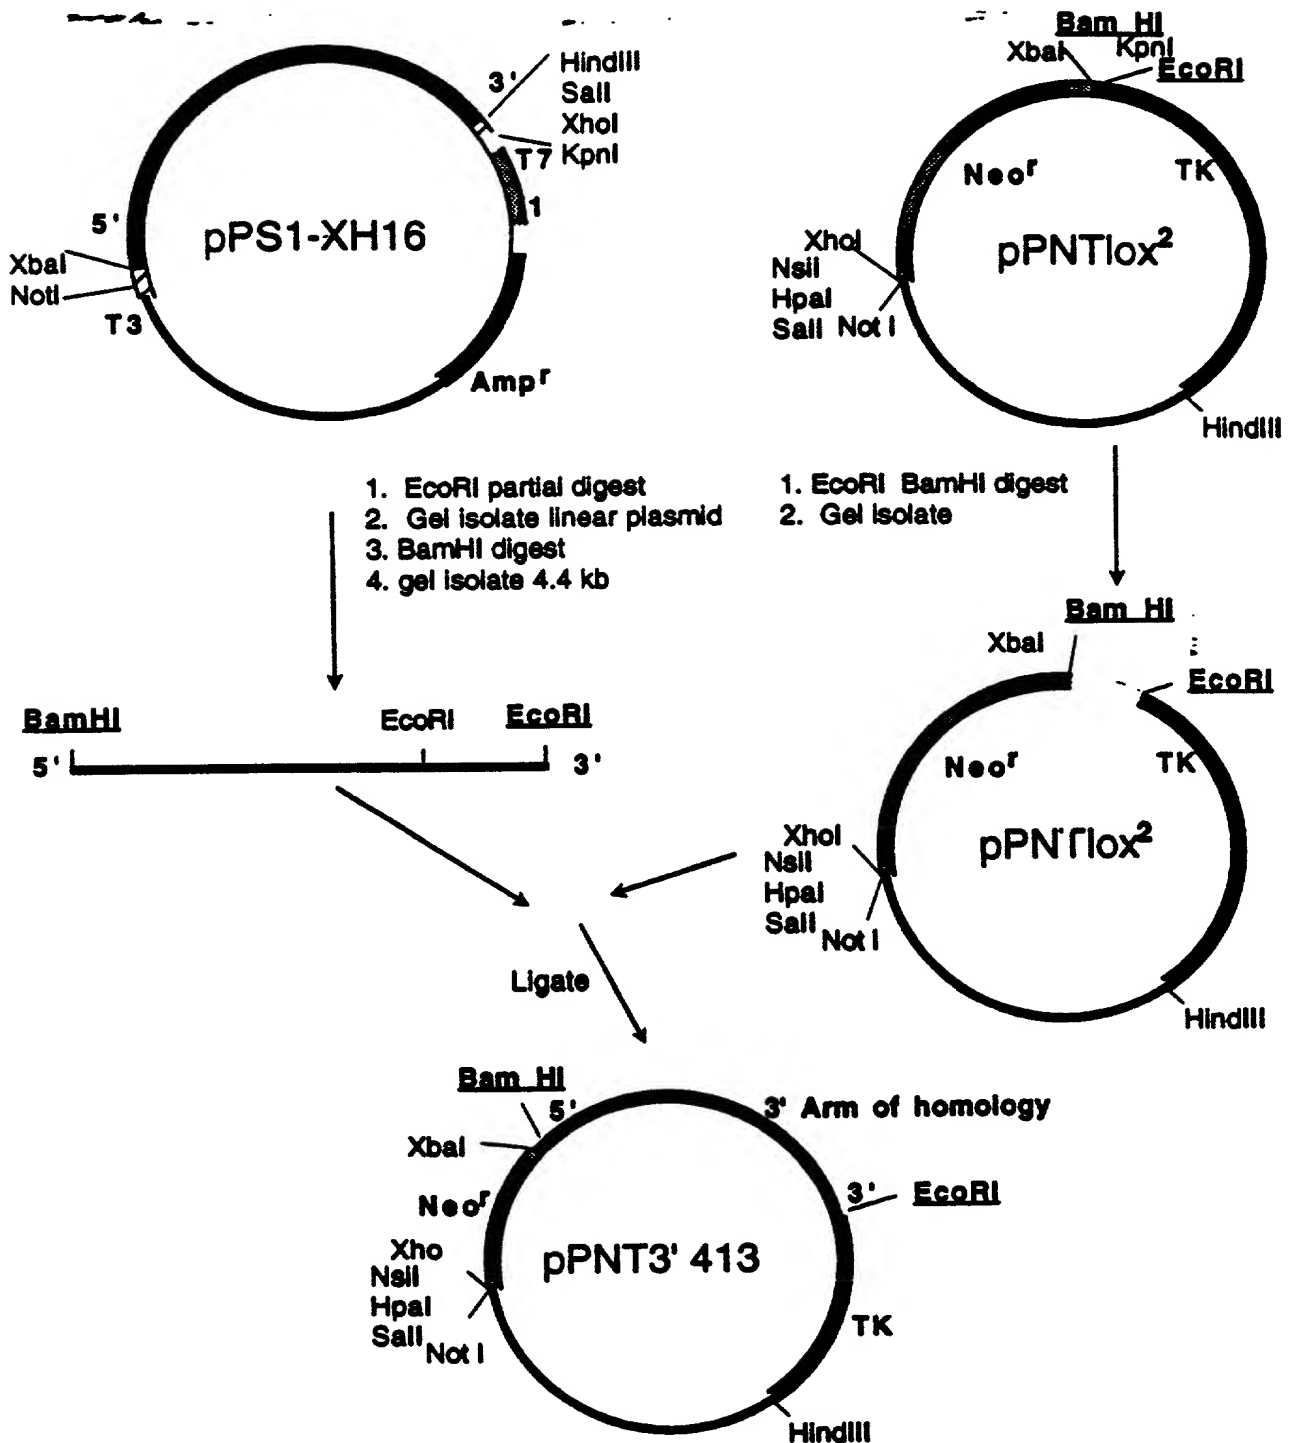 3'
HindIII
SalI
XhoI
KpnI
T7
1
5'
pPS1-XH16
XbaI
NotI
T3
Amp^r
Bam HI
XbaI
KpnI
EcoRI
Neo^r
TK
pPNTlox²
XhoI
NsiI
HpaI
SalI
Not I
HindIII
1. EcoRI partial digest
2. Gel isolate linear plasmid
3. BamHI digest
4. gel isolate 4.4 kb
1. EcoRI BamHI digest
2. Gel isolate
BamHI
EcoRI
EcoRI
5'
3'
Bam HI
XbaI
EcoRI
Neo^r
TK
pPNTlox²
XhoI
NsiI
HpaI
SalI
Not I
HindIII
Ligate
Bam HI
5'
3' Arm of homology
XbaI
3'
EcoRI
Neo^r
Xho
NsiI
HpaI
SalI
Not I
pPNT3' 413
TK
HindIII